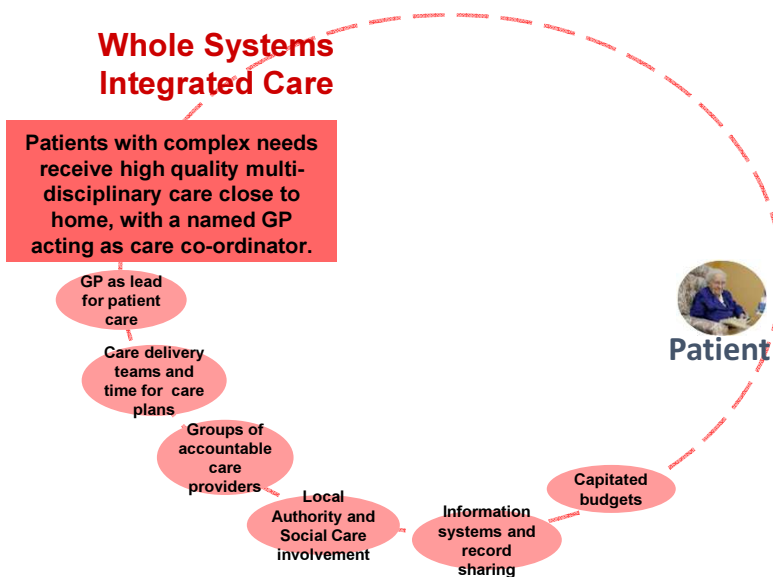 Whole Systems
Integrated Care
Patients with complex needs
receive high quality multi-
disciplinary care close to
home, with a named GP
acting as care co-ordinator.
GP as lead
for patient
care
Care delivery
teams and
time for care
plans
Groups of
accountable
care
providers
Local
Authority and
Social Care
involvement
Information
systems and
record
sharing
Capitated
budgets
Patient